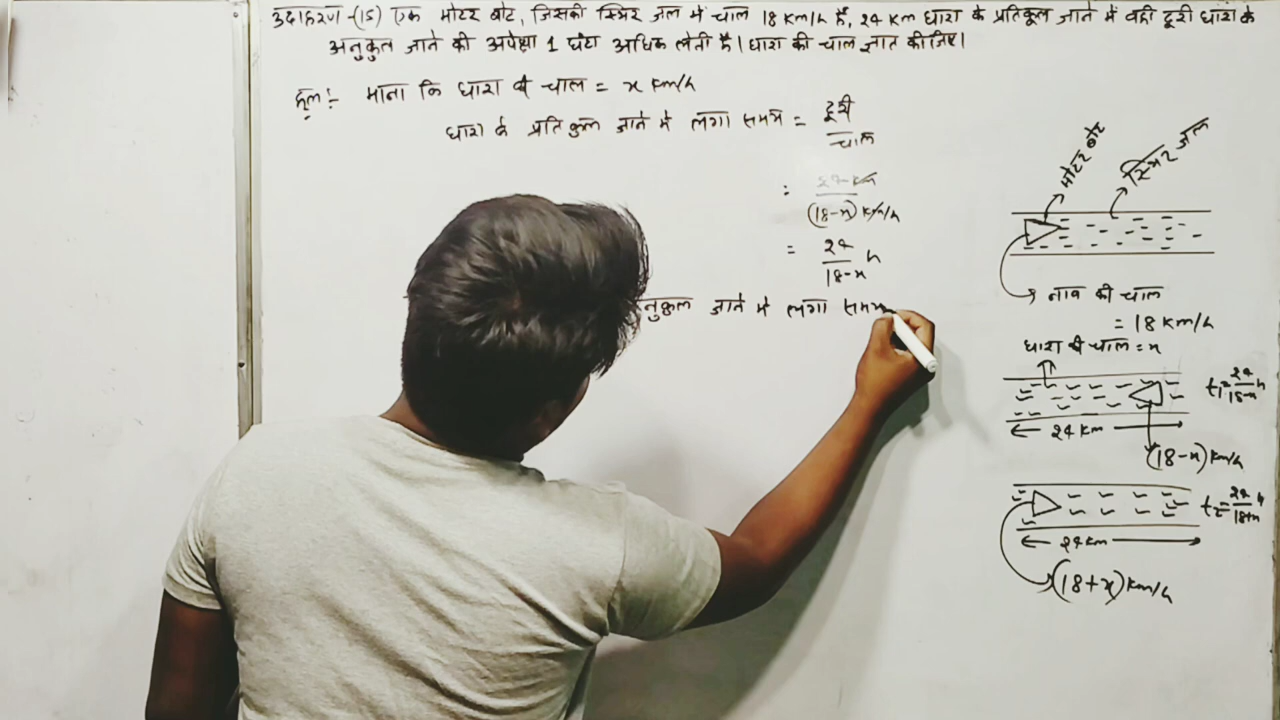 उदाहरण-(15) एक मोटर बोट, जिसकी स्थिर जल में चाल 18 km/h है, 24 km धारा के प्रतिकूल जाने में वही दूरी धारा के
अनुकूल जाने की अपेक्षा 1 घंटा अधिक लेती है। धारा की चाल ज्ञात कीजिए।
हल:- माना कि धारा की चाल = x km/h
धारा के प्रतिकूल जाने में लगा समय = दूरी
चाल
= 24 km
(18-x) km/h
= 24 h
18-x
नुकूल जाने में लगा समय
मोटर बोट
स्थिर जल
नाव की चाल
= 18 km/h
धारा की चाल = x
t₁ = 24 h
18-x
24 km
(18-x) km/h
t₂ = 24 h
18+x
24 km
(18+x) km/h